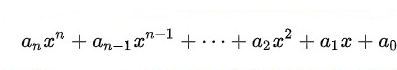 aₙxⁿ + aₙ₋₁xⁿ⁻¹ + ⋯ + a₂x² + a₁x + a₀